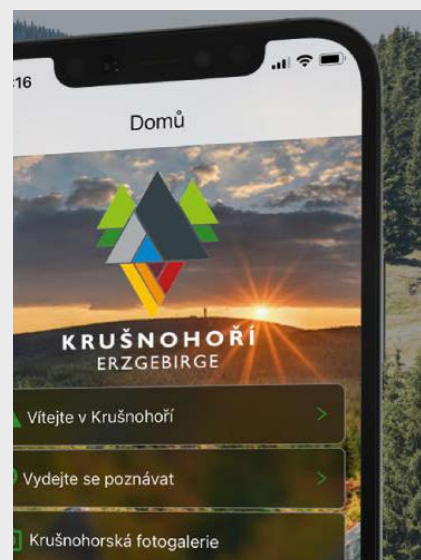 :16
Domů
KRUŠNOHOŘÍ
ERZGEBIRGE
Vítejte v Krušnohoří
Vydejte se poznávat
Krušnohorská fotogalerie